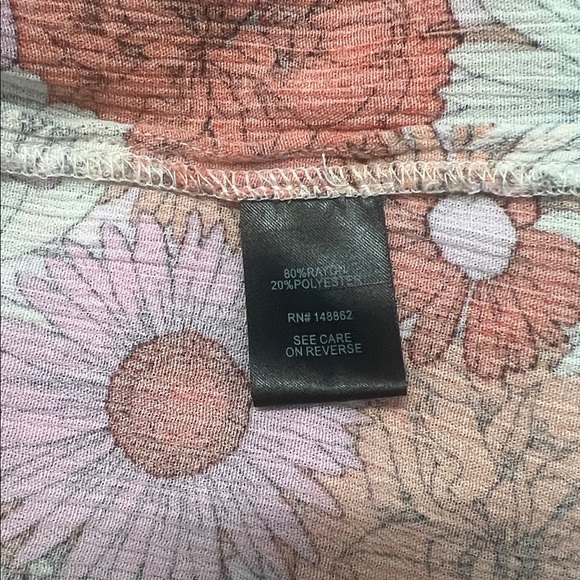 80%RAYON
20%POLYESTER
RN# 148862
SEE CARE
ON REVERSE